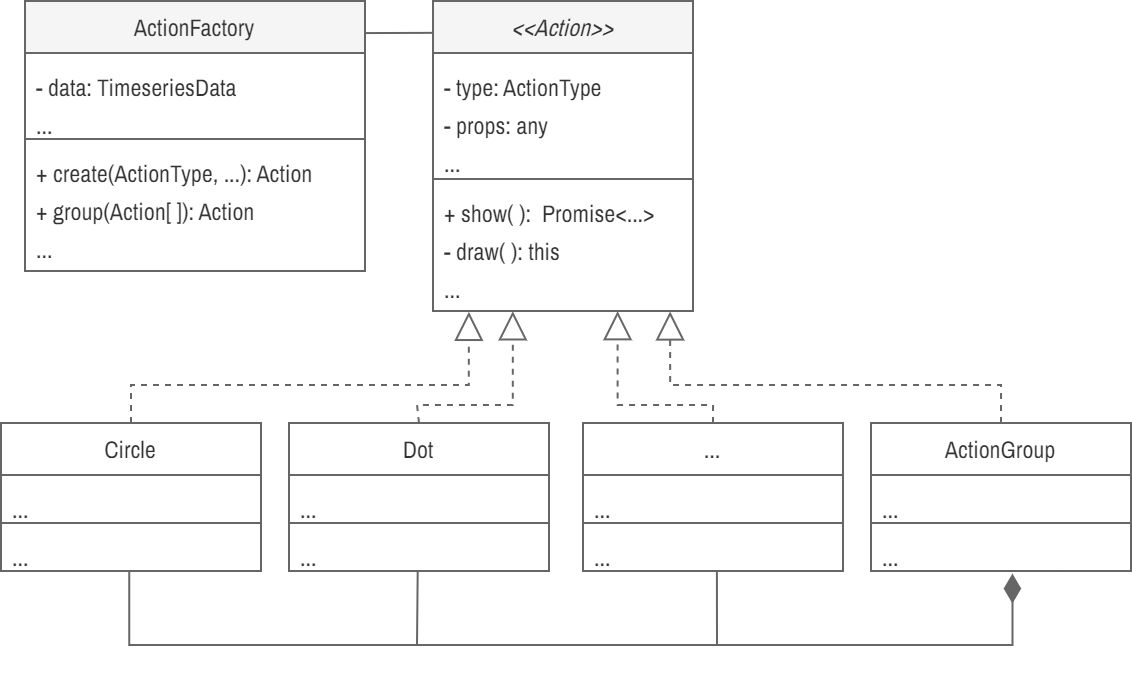 ActionFactory
- data: TimeseriesData
...
+ create(ActionType, ...): Action
+ group(Action[ ]): Action
...
<<Action>>
- type: ActionType
- props: any
...
+ show( ):  Promise<...>
- draw( ): this
...
Circle
...
...
Dot
...
...
...
...
...
ActionGroup
...
...